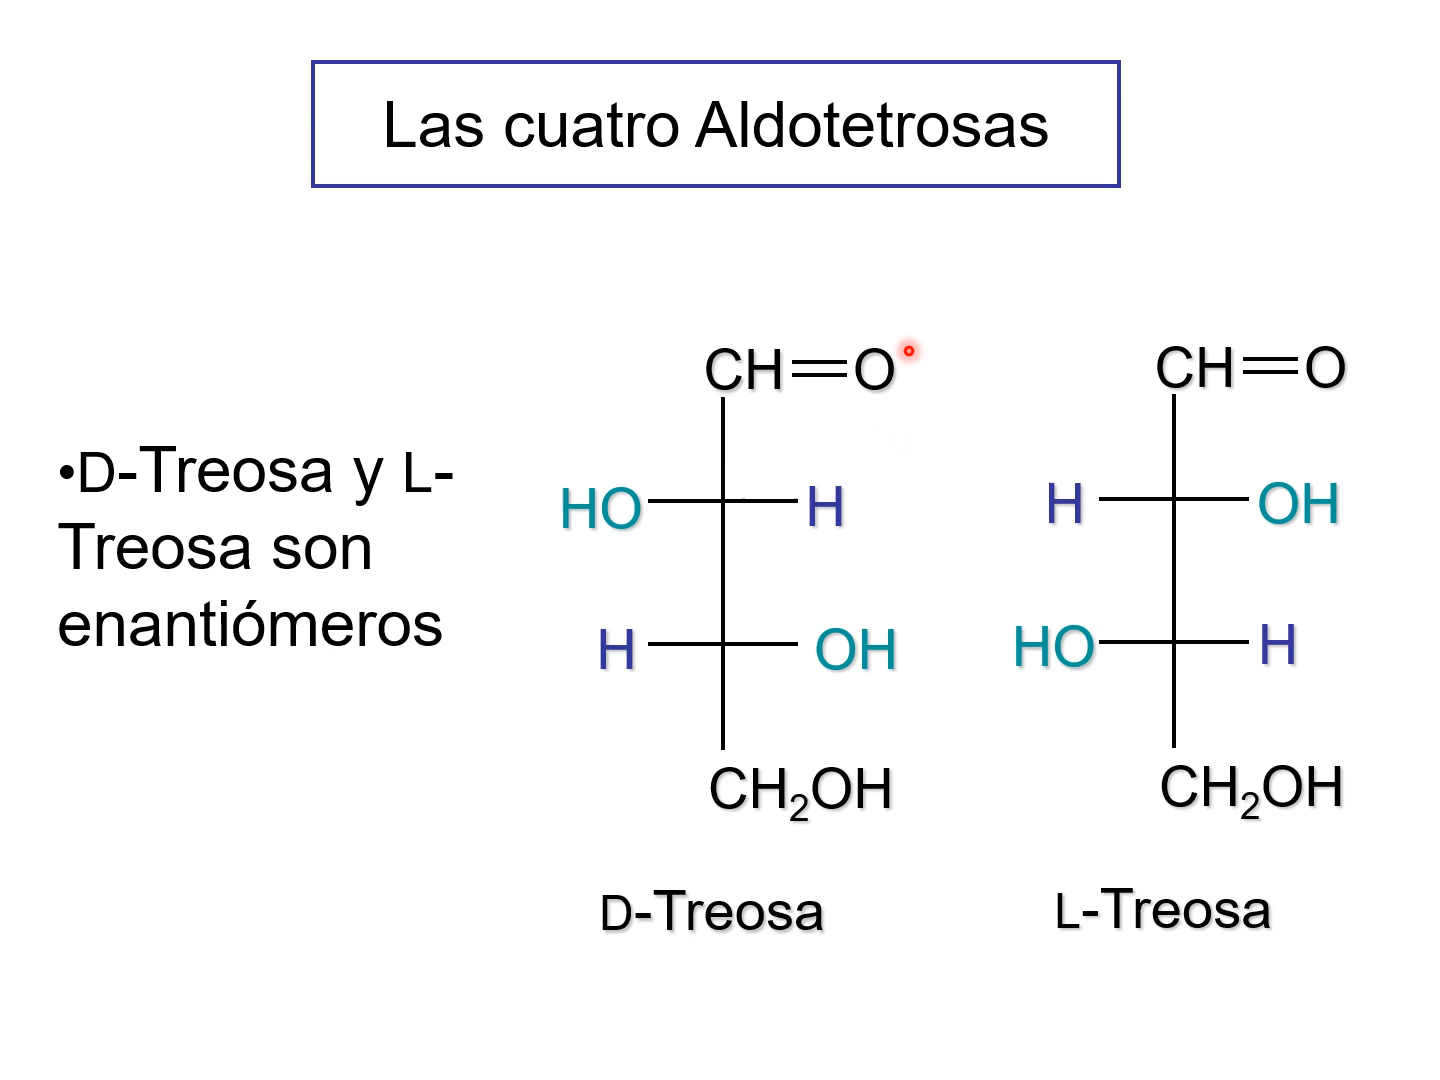 Las cuatro Aldotetrosas
•D-Treosa y L-
Treosa son
enantiómeros
CH=O
HO H
H OH
CH₂OH
D-Treosa
CH=O
H OH
HO H
CH₂OH
L-Treosa